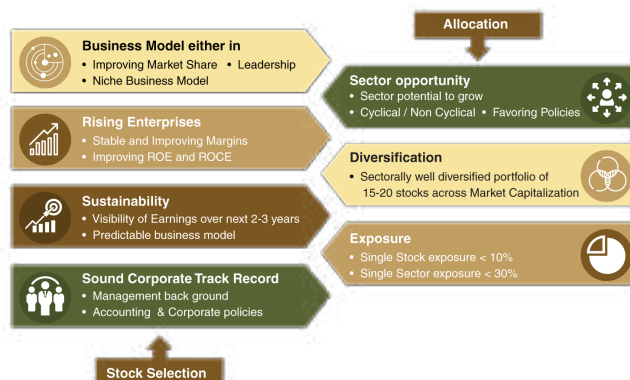 Allocation
Business Model either in
• Improving Market Share • Leadership
• Niche Business Model
Sector opportunity
• Sector potential to grow
• Cyclical / Non Cyclical • Favoring Policies
Rising Enterprises
• Stable and Improving Margins
• Improving ROE and ROCE
Diversification
• Sectorally well diversified portfolio of
15-20 stocks across Market Capitalization
Sustainability
• Visibility of Earnings over next 2-3 years
• Predictable business model
Exposure
• Single Stock exposure < 10%
• Single Sector exposure < 30%
Sound Corporate Track Record
• Management back ground
• Accounting & Corporate policies
Stock Selection